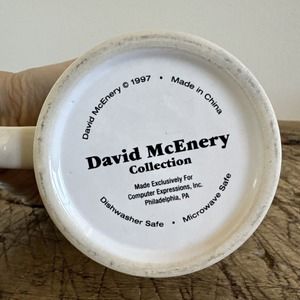 David McEnery © 1997 • Made in China
David McEnery
Collection
Made Exclusively For
Computer Expressions, Inc.
Philadelphia, PA
Dishwasher Safe • Microwave Safe